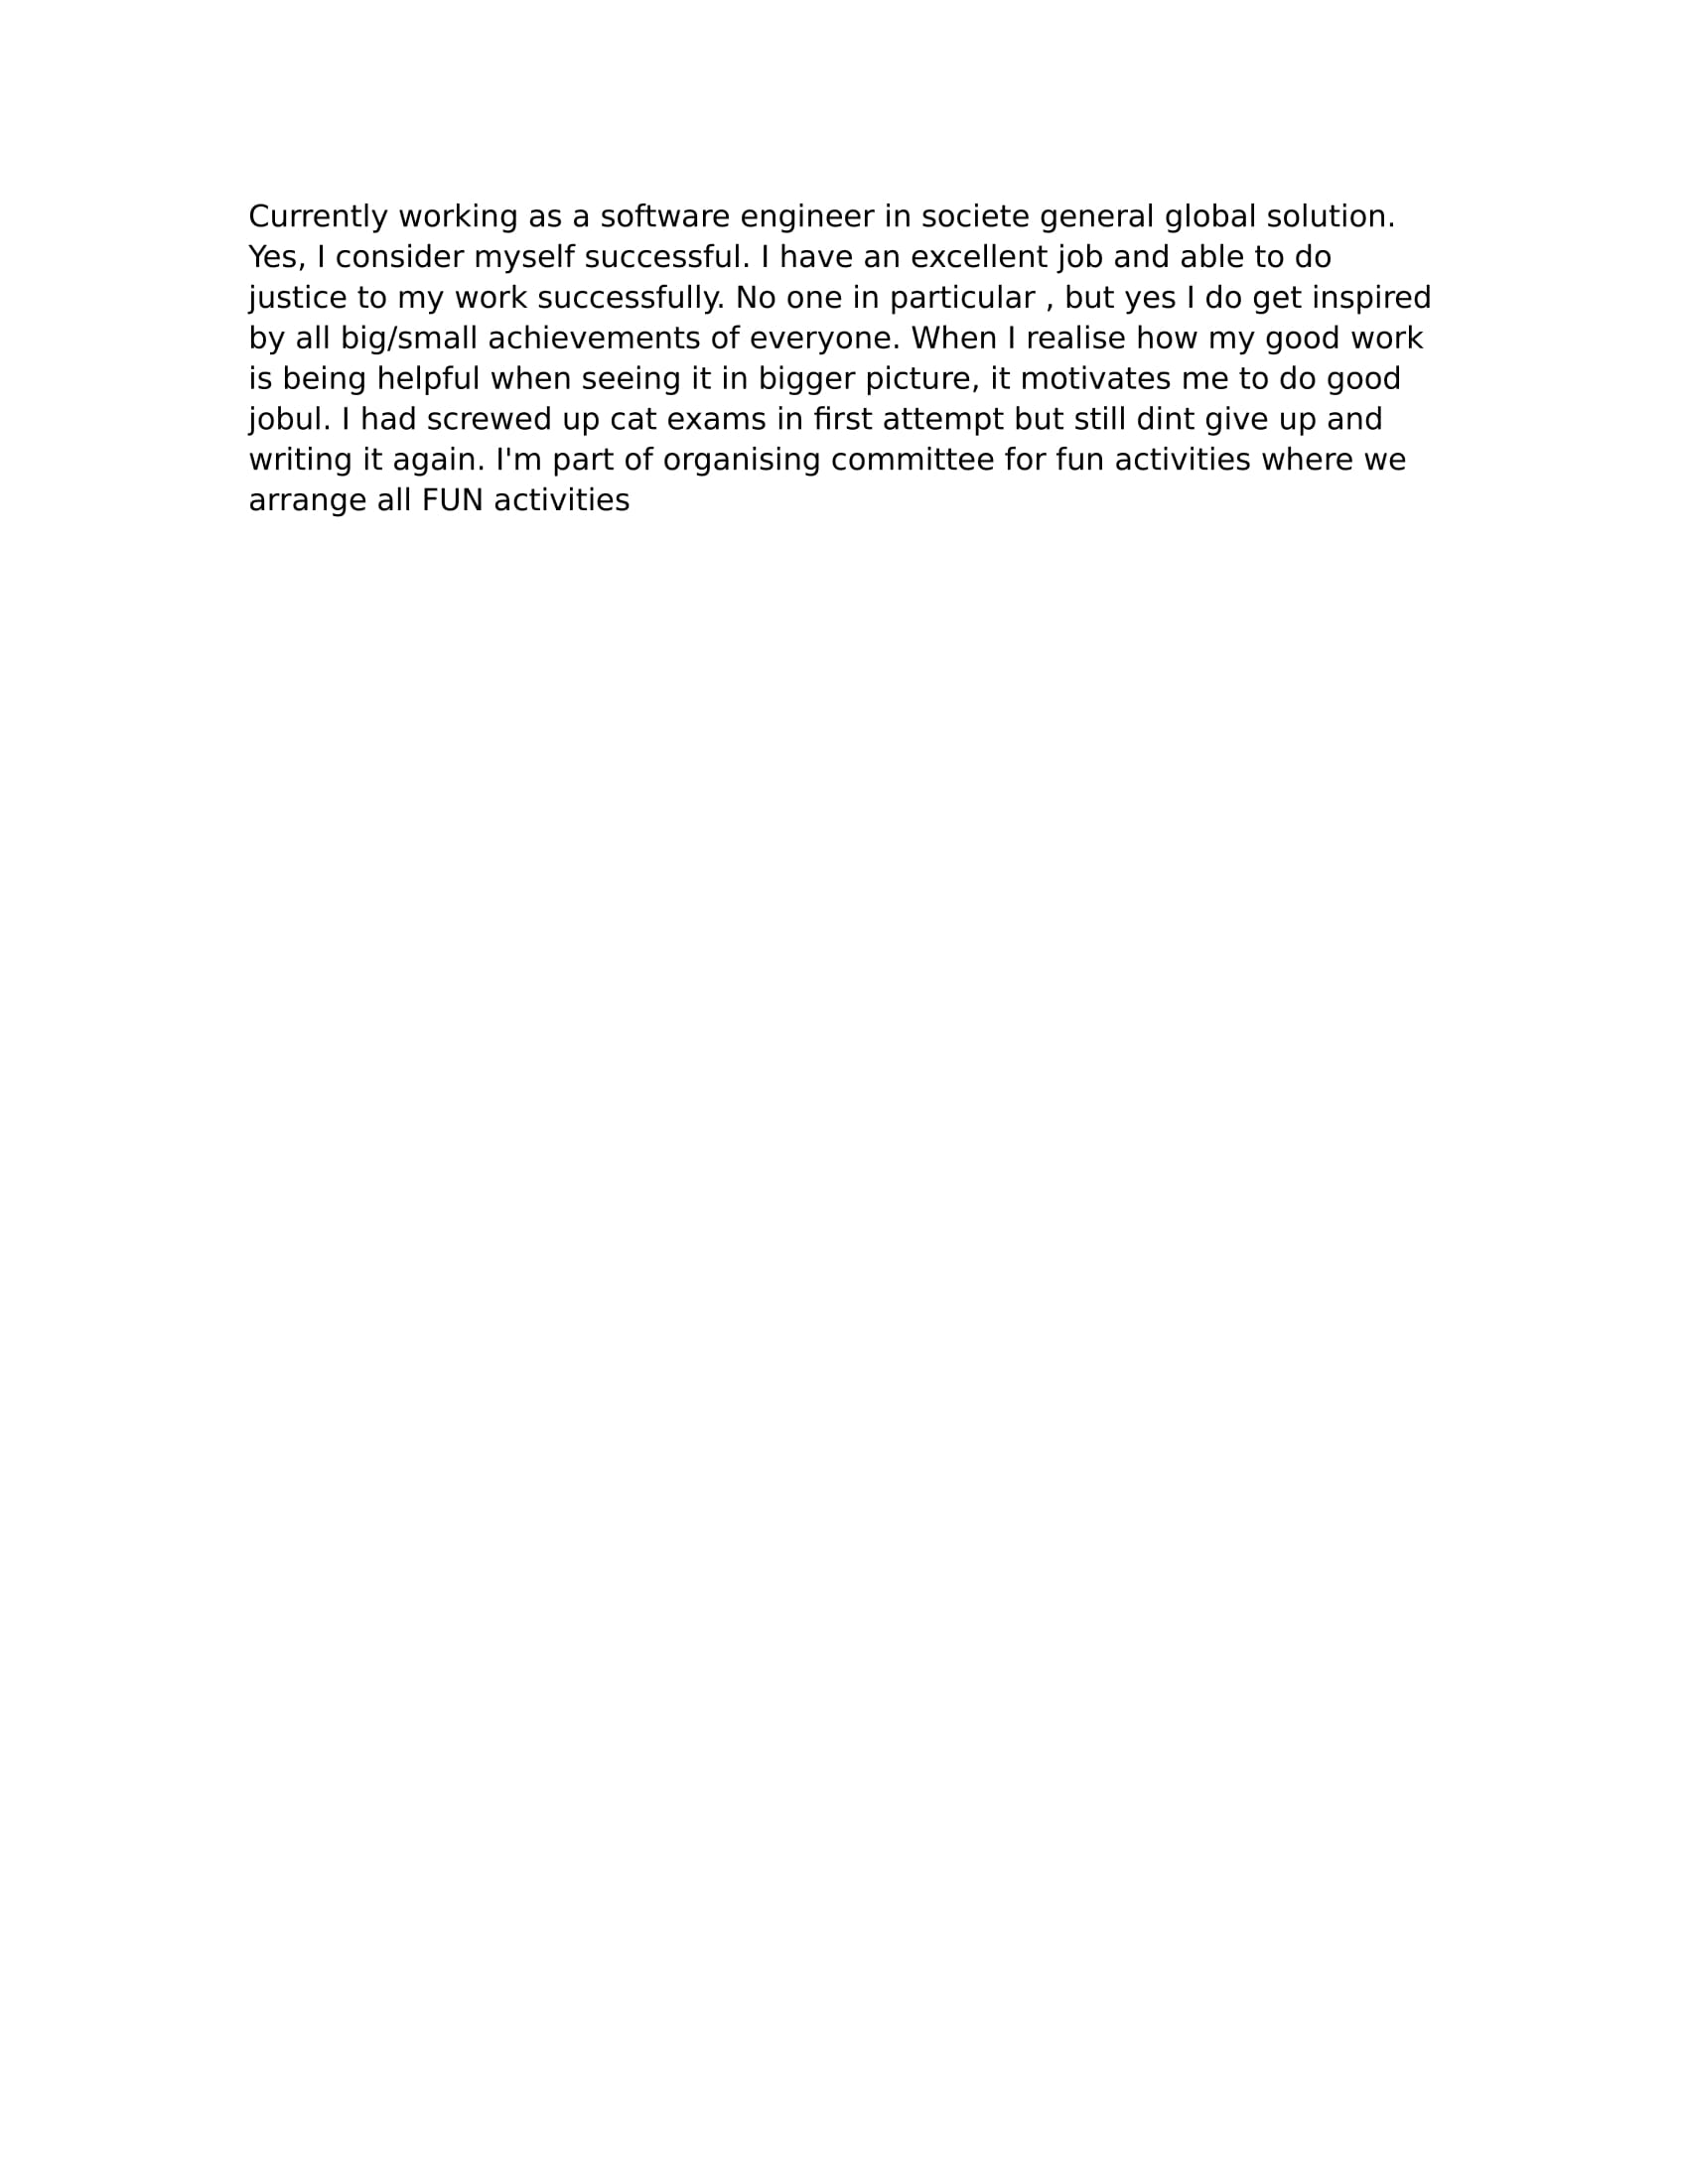 Currently working as a software engineer in societe general global solution.
Yes, I consider myself successful. I have an excellent job and able to do
justice to my work successfully. No one in particular , but yes I do get inspired
by all big/small achievements of everyone. When I realise how my good work
is being helpful when seeing it in bigger picture, it motivates me to do good
jobul. I had screwed up cat exams in first attempt but still dint give up and
writing it again. I'm part of organising committee for fun activities where we
arrange all FUN activities